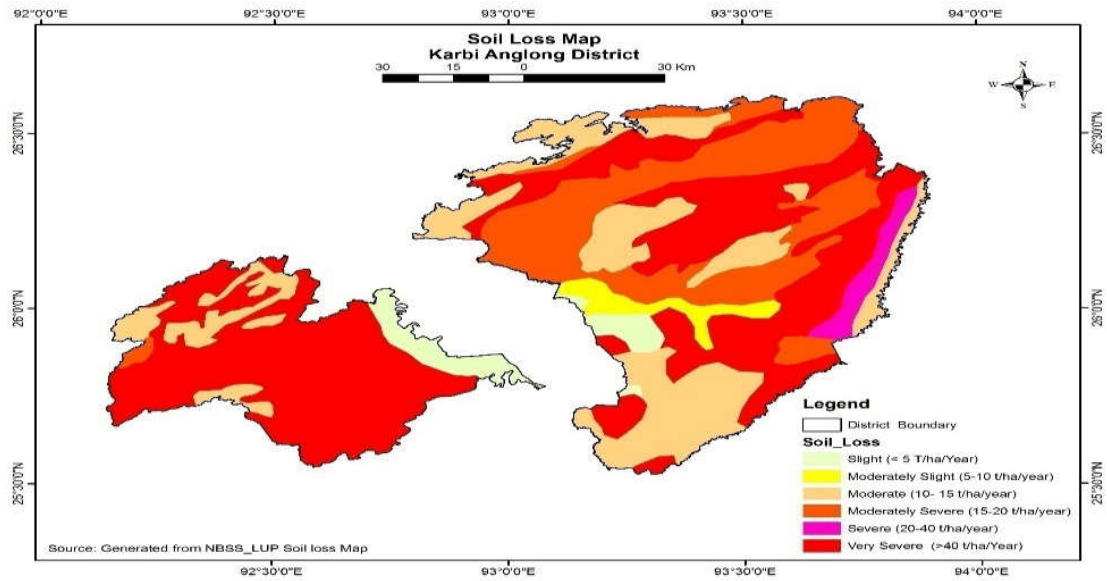 92°0'0"E 92°30'0"E 93°0'0"E 93°30'0"E 94°0'0"E
Soil Loss Map
Karbi Anglong District
30 15 0 30 Km
N
W E
S
26°30'0"N 26°30'0"N
26°0'0"N 26°0'0"N
25°30'0"N 25°30'0"N
Legend
District Boundary
Soil_Loss
Slight (< 5 T/ha/Year)
Moderately Slight (5-10 t/ha/year)
Moderate (10- 15 t/ha/year)
Moderately Severe (15-20 t/ha/year)
Severe (20-40 t/ha/year)
Very Severe (>40 t/ha/Year)
Source: Generated from NBSS_LUP Soil loss Map
92°30'0"E 93°0'0"E 93°30'0"E 94°0'0"E